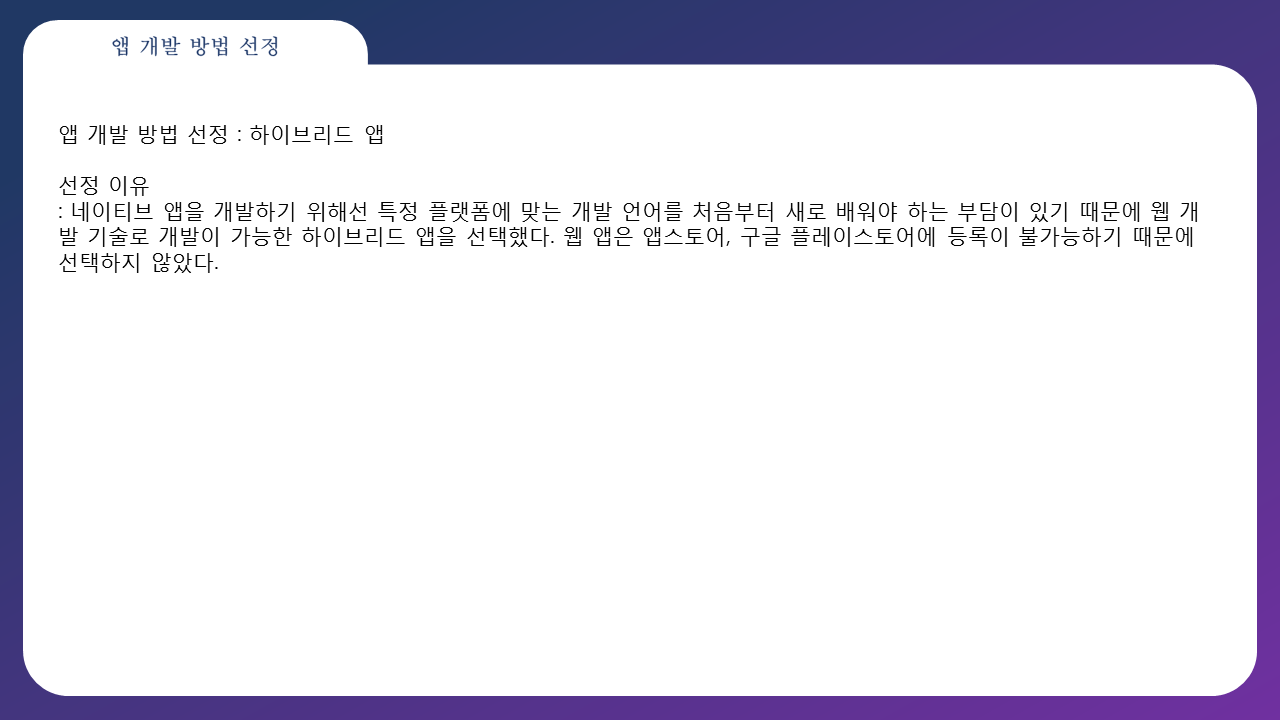 앱 개발 방법 선정
앱 개발 방법 선정 : 하이브리드 앱
선정 이유
: 네이티브 앱을 개발하기 위해선 특정 플랫폼에 맞는 개발 언어를 처음부터 새로 배워야 하는 부담이 있기 때문에 웹 개
발 기술로 개발이 가능한 하이브리드 앱을 선택했다. 웹 앱은 앱스토어, 구글 플레이스토어에 등록이 불가능하기 때문에
선택하지 않았다.